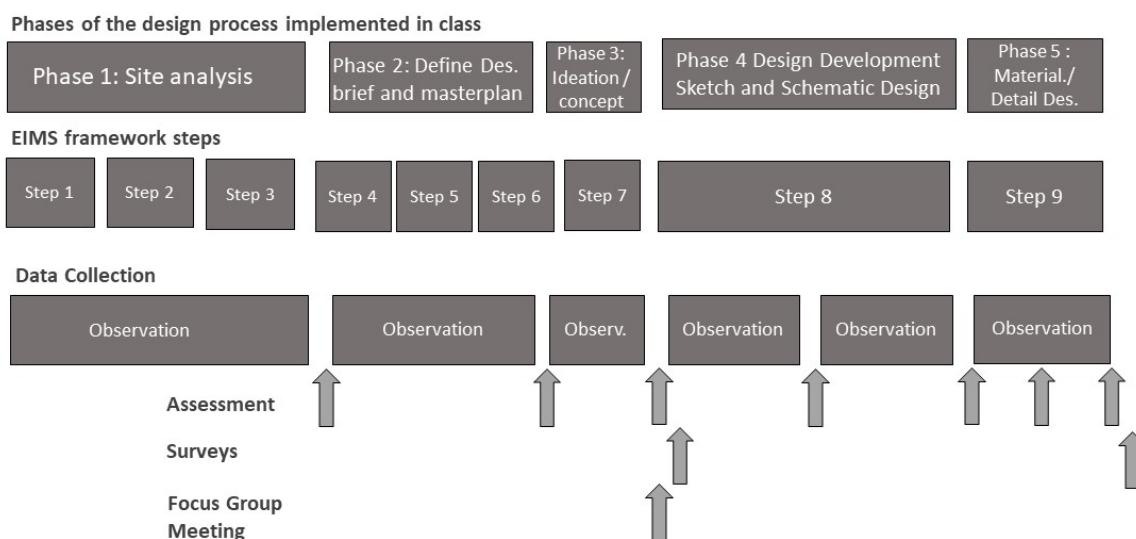 Phases of the design process implemented in class
Phase 1: Site analysis
Phase 2: Define Des.
brief and masterplan
Phase 3:
Ideation /
concept
Phase 4 Design Development
Sketch and Schematic Design
Phase 5 :
Material./
Detail Des.
EIMS framework steps
Step 1
Step 2
Step 3
Step 4
Step 5
Step 6
Step 7
Step 8
Step 9
Data Collection
Observation
Observation
Observ.
Observation
Observation
Observation
Assessment
Surveys
Focus Group
Meeting